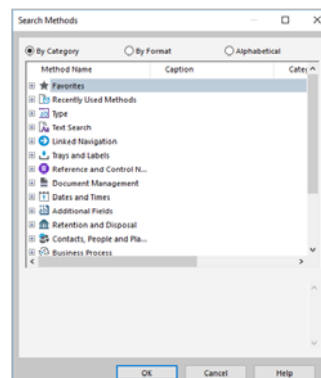 Search Methods
By Category By Format Alphabetical
Method Name Caption Categ
Favorites
Recently Used Methods
Type
Text Search
Linked Navigation
Trays and Labels
Reference and Control N...
Document Management
Dates and Times
Additional Fields
Retention and Disposal
Contacts, People and Pla...
Business Process
OK Cancel Help